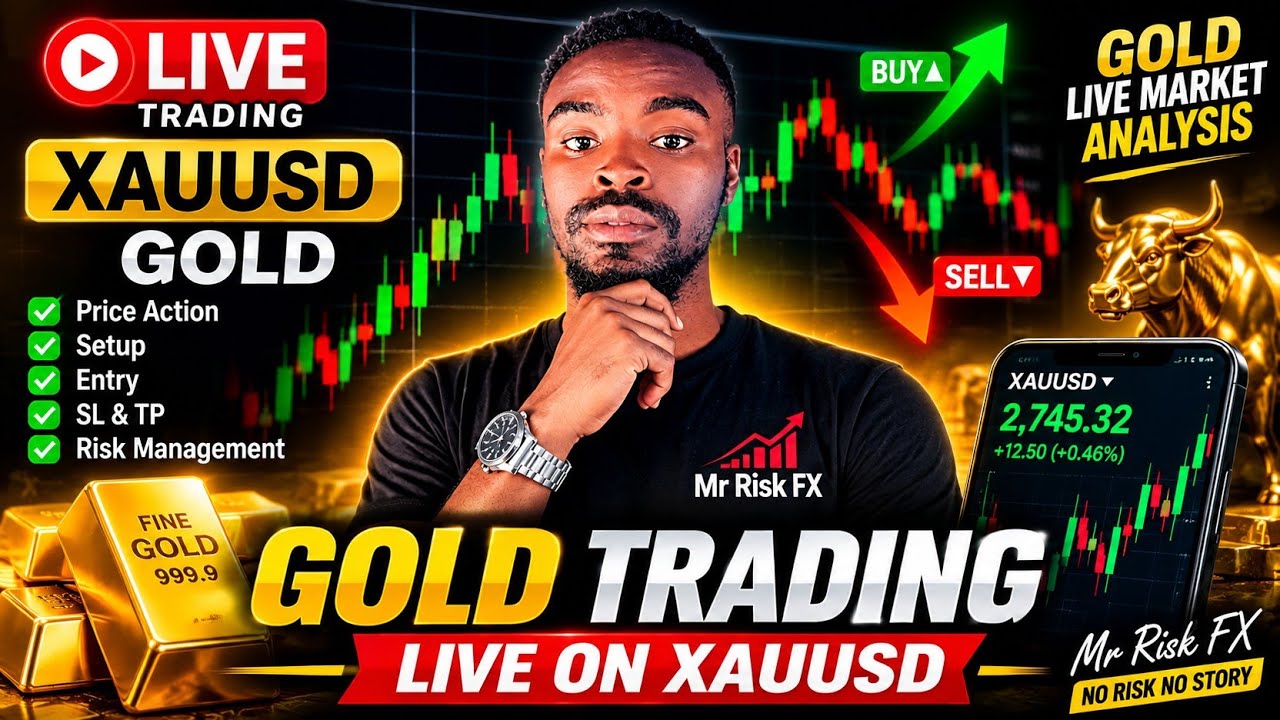 LIVE
TRADING
XAUUSD
GOLD
Price Action
Setup
Entry
SL & TP
Risk Management
BUY▲
SELL▼
GOLD
LIVE MARKET
ANALYSIS
XAUUSD ▾
2,745.32
+12.50 (+0.46%)
Mr Risk FX
FINE
GOLD
999.9
GOLD TRADING
LIVE ON XAUUSD
Mr Risk FX
NO RISK NO STORY